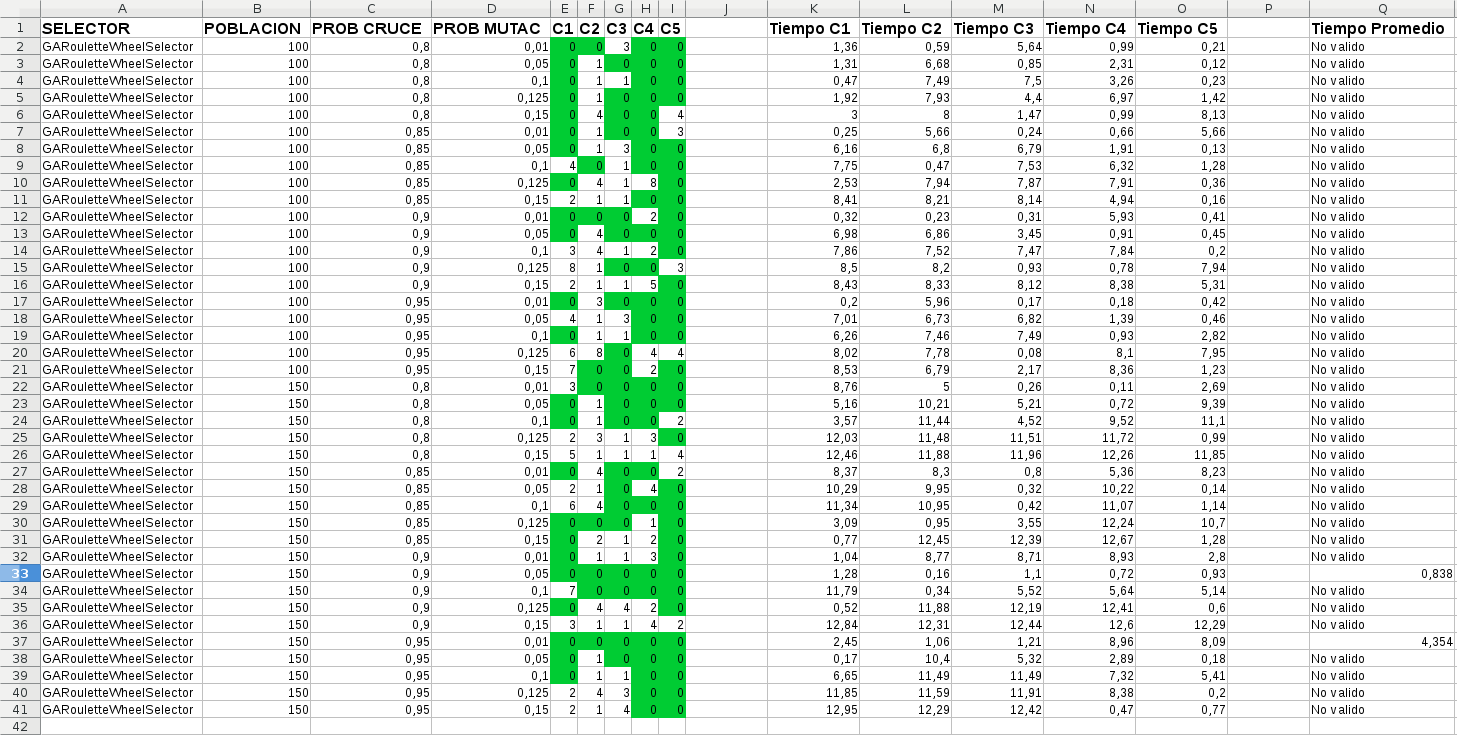 A B C D E F G H I J K L M N O P Q
1 SELECTOR POBLACION PROB CRUCE PROB MUTAC C1 C2 C3 C4 C5 Tiempo C1 Tiempo C2 Tiempo C3 Tiempo C4 Tiempo C5 Tiempo Promedio
2 GARouletteWheelSelector 100 0,8 0,01 0 0 3 0 0 1,36 0,59 5,64 0,99 0,21 No valido
3 GARouletteWheelSelector 100 0,8 0,05 0 1 0 0 0 1,31 6,68 0,85 2,31 0,12 No valido
4 GARouletteWheelSelector 100 0,8 0,1 0 1 1 0 0 0,47 7,49 7,5 3,26 0,23 No valido
5 GARouletteWheelSelector 100 0,8 0,125 0 1 0 0 0 1,92 7,93 4,4 6,97 1,42 No valido
6 GARouletteWheelSelector 100 0,8 0,15 0 4 0 0 4 3 8 1,47 0,99 8,13 No valido
7 GARouletteWheelSelector 100 0,85 0,01 0 1 0 0 3 0,25 5,66 0,24 0,66 5,66 No valido
8 GARouletteWheelSelector 100 0,85 0,05 0 1 3 0 0 6,16 6,8 6,79 1,91 0,13 No valido
9 GARouletteWheelSelector 100 0,85 0,1 4 0 1 0 0 7,75 0,47 7,53 6,32 1,28 No valido
10 GARouletteWheelSelector 100 0,85 0,125 0 4 1 8 0 2,53 7,94 7,87 7,91 0,36 No valido
11 GARouletteWheelSelector 100 0,85 0,15 2 1 1 0 0 8,41 8,21 8,14 4,94 0,16 No valido
12 GARouletteWheelSelector 100 0,9 0,01 0 0 0 2 0 0,32 0,23 0,31 5,93 0,41 No valido
13 GARouletteWheelSelector 100 0,9 0,05 0 4 0 0 0 6,98 6,86 3,45 0,91 0,45 No valido
14 GARouletteWheelSelector 100 0,9 0,1 3 4 1 2 0 7,86 7,52 7,47 7,84 0,2 No valido
15 GARouletteWheelSelector 100 0,9 0,125 8 1 0 0 3 8,5 8,2 0,93 0,78 7,94 No valido
16 GARouletteWheelSelector 100 0,9 0,15 2 1 1 5 0 8,43 8,33 8,12 8,38 5,31 No valido
17 GARouletteWheelSelector 100 0,95 0,01 0 3 0 0 0 0,2 5,96 0,17 0,18 0,42 No valido
18 GARouletteWheelSelector 100 0,95 0,05 4 1 3 0 0 7,01 6,73 6,82 1,39 0,46 No valido
19 GARouletteWheelSelector 100 0,95 0,1 0 1 1 0 0 6,26 7,46 7,49 0,93 2,82 No valido
20 GARouletteWheelSelector 100 0,95 0,125 6 8 0 4 4 8,02 7,78 0,08 8,1 7,95 No valido
21 GARouletteWheelSelector 100 0,95 0,15 7 0 0 2 0 8,53 6,79 2,17 8,36 1,23 No valido
22 GARouletteWheelSelector 150 0,8 0,01 3 0 0 0 0 8,76 5 0,26 0,11 2,69 No valido
23 GARouletteWheelSelector 150 0,8 0,05 0 1 0 0 0 5,16 10,21 5,21 0,72 9,39 No valido
24 GARouletteWheelSelector 150 0,8 0,1 0 1 0 0 2 3,57 11,44 4,52 9,52 11,1 No valido
25 GARouletteWheelSelector 150 0,8 0,125 2 3 1 3 0 12,03 11,48 11,51 11,72 0,99 No valido
26 GARouletteWheelSelector 150 0,8 0,15 5 1 1 1 4 12,46 11,88 11,96 12,26 11,85 No valido
27 GARouletteWheelSelector 150 0,85 0,01 0 4 0 0 2 8,37 8,3 0,8 5,36 8,23 No valido
28 GARouletteWheelSelector 150 0,85 0,05 2 1 0 4 0 10,29 9,95 0,32 10,22 0,14 No valido
29 GARouletteWheelSelector 150 0,85 0,1 6 4 0 0 0 11,34 10,95 0,42 11,07 1,14 No valido
30 GARouletteWheelSelector 150 0,85 0,125 0 0 0 1 0 3,09 0,95 3,55 12,24 10,7 No valido
31 GARouletteWheelSelector 150 0,85 0,15 0 2 1 2 0 0,77 12,45 12,39 12,67 1,28 No valido
32 GARouletteWheelSelector 150 0,9 0,01 0 1 1 3 0 1,04 8,77 8,71 8,93 2,8 No valido
33 GARouletteWheelSelector 150 0,9 0,05 0 0 0 0 0 1,28 0,16 1,1 0,72 0,93 0,838
34 GARouletteWheelSelector 150 0,9 0,1 7 0 0 0 0 11,79 0,34 5,52 5,64 5,14 No valido
35 GARouletteWheelSelector 150 0,9 0,125 0 4 4 2 0 0,52 11,88 12,19 12,41 0,6 No valido
36 GARouletteWheelSelector 150 0,9 0,15 3 1 1 4 2 12,84 12,31 12,44 12,6 12,29 No valido
37 GARouletteWheelSelector 150 0,95 0,01 0 0 0 0 0 2,45 1,06 1,21 8,96 8,09 4,354
38 GARouletteWheelSelector 150 0,95 0,05 0 1 0 0 0 0,17 10,4 5,32 2,89 0,18 No valido
39 GARouletteWheelSelector 150 0,95 0,1 0 1 1 0 0 6,65 11,49 11,49 7,32 5,41 No valido
40 GARouletteWheelSelector 150 0,95 0,125 2 4 3 0 0 11,85 11,59 11,91 8,38 0,2 No valido
41 GARouletteWheelSelector 150 0,95 0,15 2 1 4 0 0 12,95 12,29 12,42 0,47 0,77 No valido
42